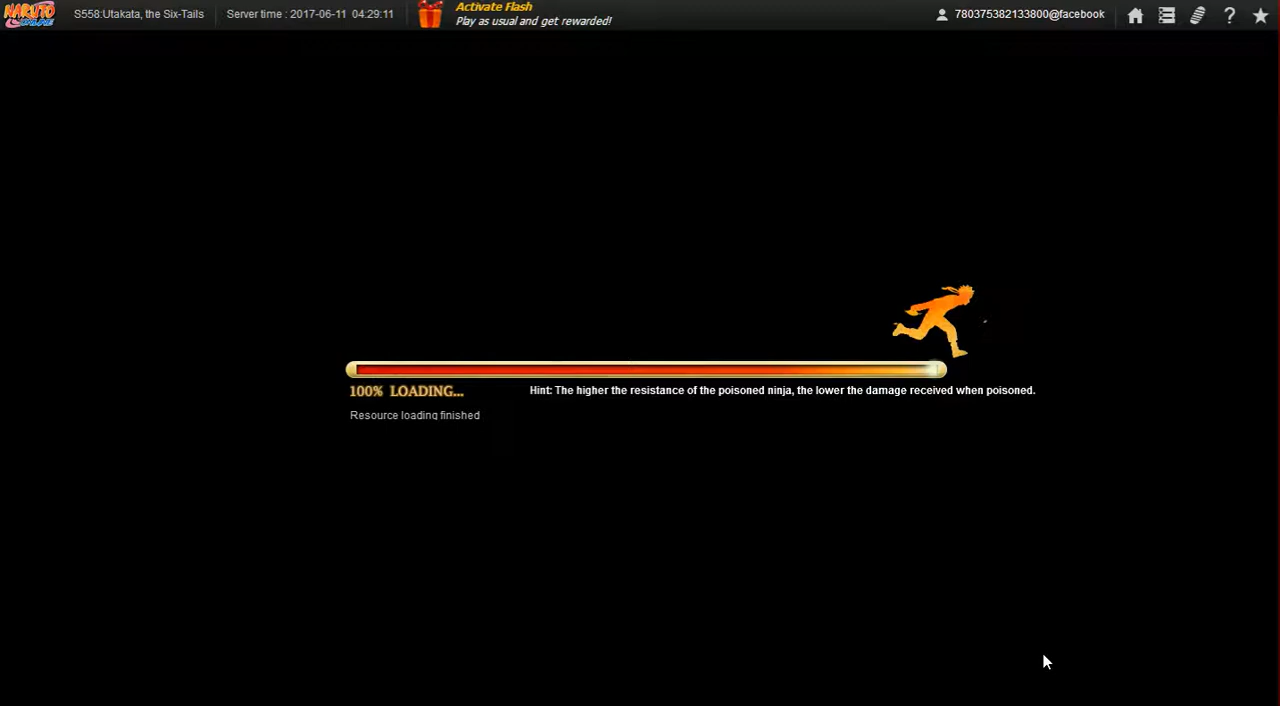 NARUTO ONLINE
S558:Utakata, the Six-Tails
Server time : 2017-06-11 04:29:11
Activate Flash
Play as usual and get rewarded!
780375382133800@facebook
?
100% LOADING...
Hint: The higher the resistance of the poisoned ninja, the lower the damage received when poisoned.
Resource loading finished